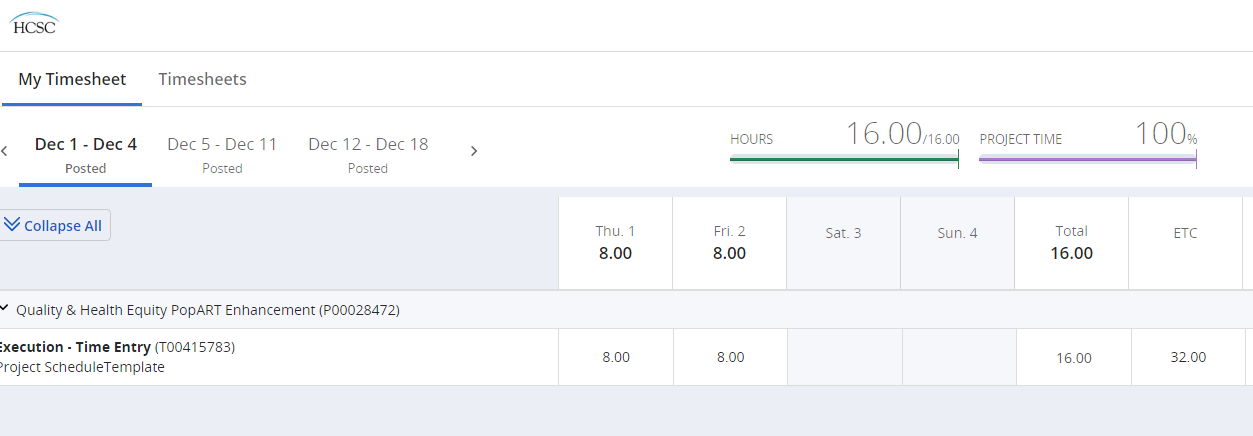 HCSC
My Timesheet Timesheets
Dec 1 - Dec 4 Dec 5 - Dec 11 Dec 12 - Dec 18
Posted Posted Posted
HOURS 16.00/16.00 PROJECT TIME 100%
Collapse All
Thu. 1 Fri. 2 Sat. 3 Sun. 4 Total ETC
8.00 8.00 16.00
Quality & Health Equity PopART Enhancement (P00028472)
Execution - Time Entry (T00415783)
Project ScheduleTemplate
8.00 8.00 16.00 32.00